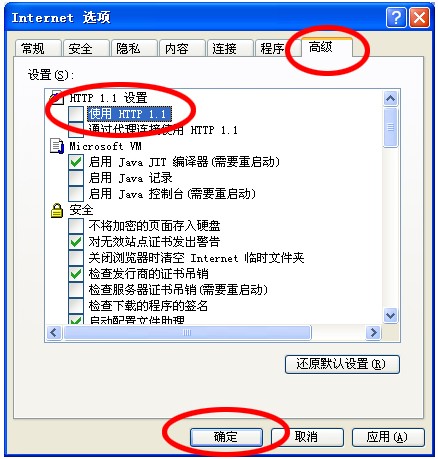 Internet 选项
常规 安全 隐私 内容 连接 程序 高级
设置(S):
HTTP 1.1 设置
使用 HTTP 1.1
通过代理连接使用 HTTP 1.1
Microsoft VM
启用 Java JIT 编译器(需要重启动)
启用 Java 记录
启用 Java 控制台(需要重启动)
安全
不将加密的页面存入硬盘
对无效站点证书发出警告
关闭浏览器时清空 Internet 临时文件夹
检查发行商的证书吊销
检查服务器证书吊销(需要重启动)
检查下载的程序的签名
启动配置文件助理
还原默认设置(R)
确定 取消 应用(A)